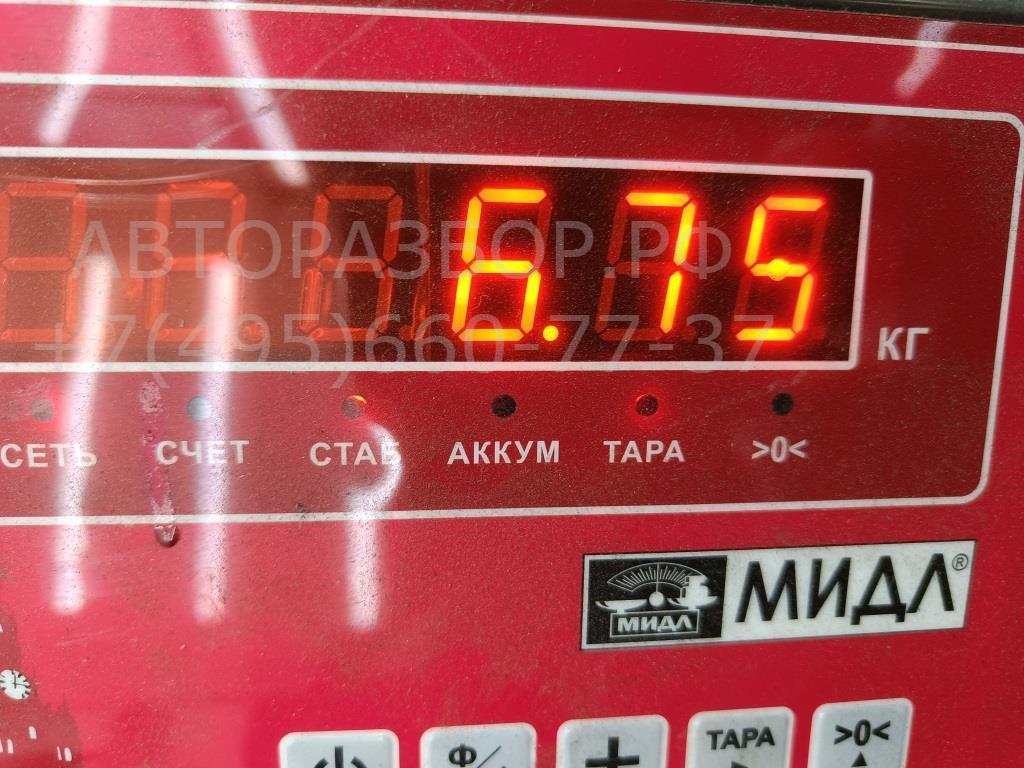 6.75
АВТОРАЗБОР.РФ
+7(495)660-77-37
КГ
СЕТЬ СЧЕТ СТАБ АККУМ ТАРА >0<
МИДЛ МИДЛ®
Ф/ + ТАРА >0<